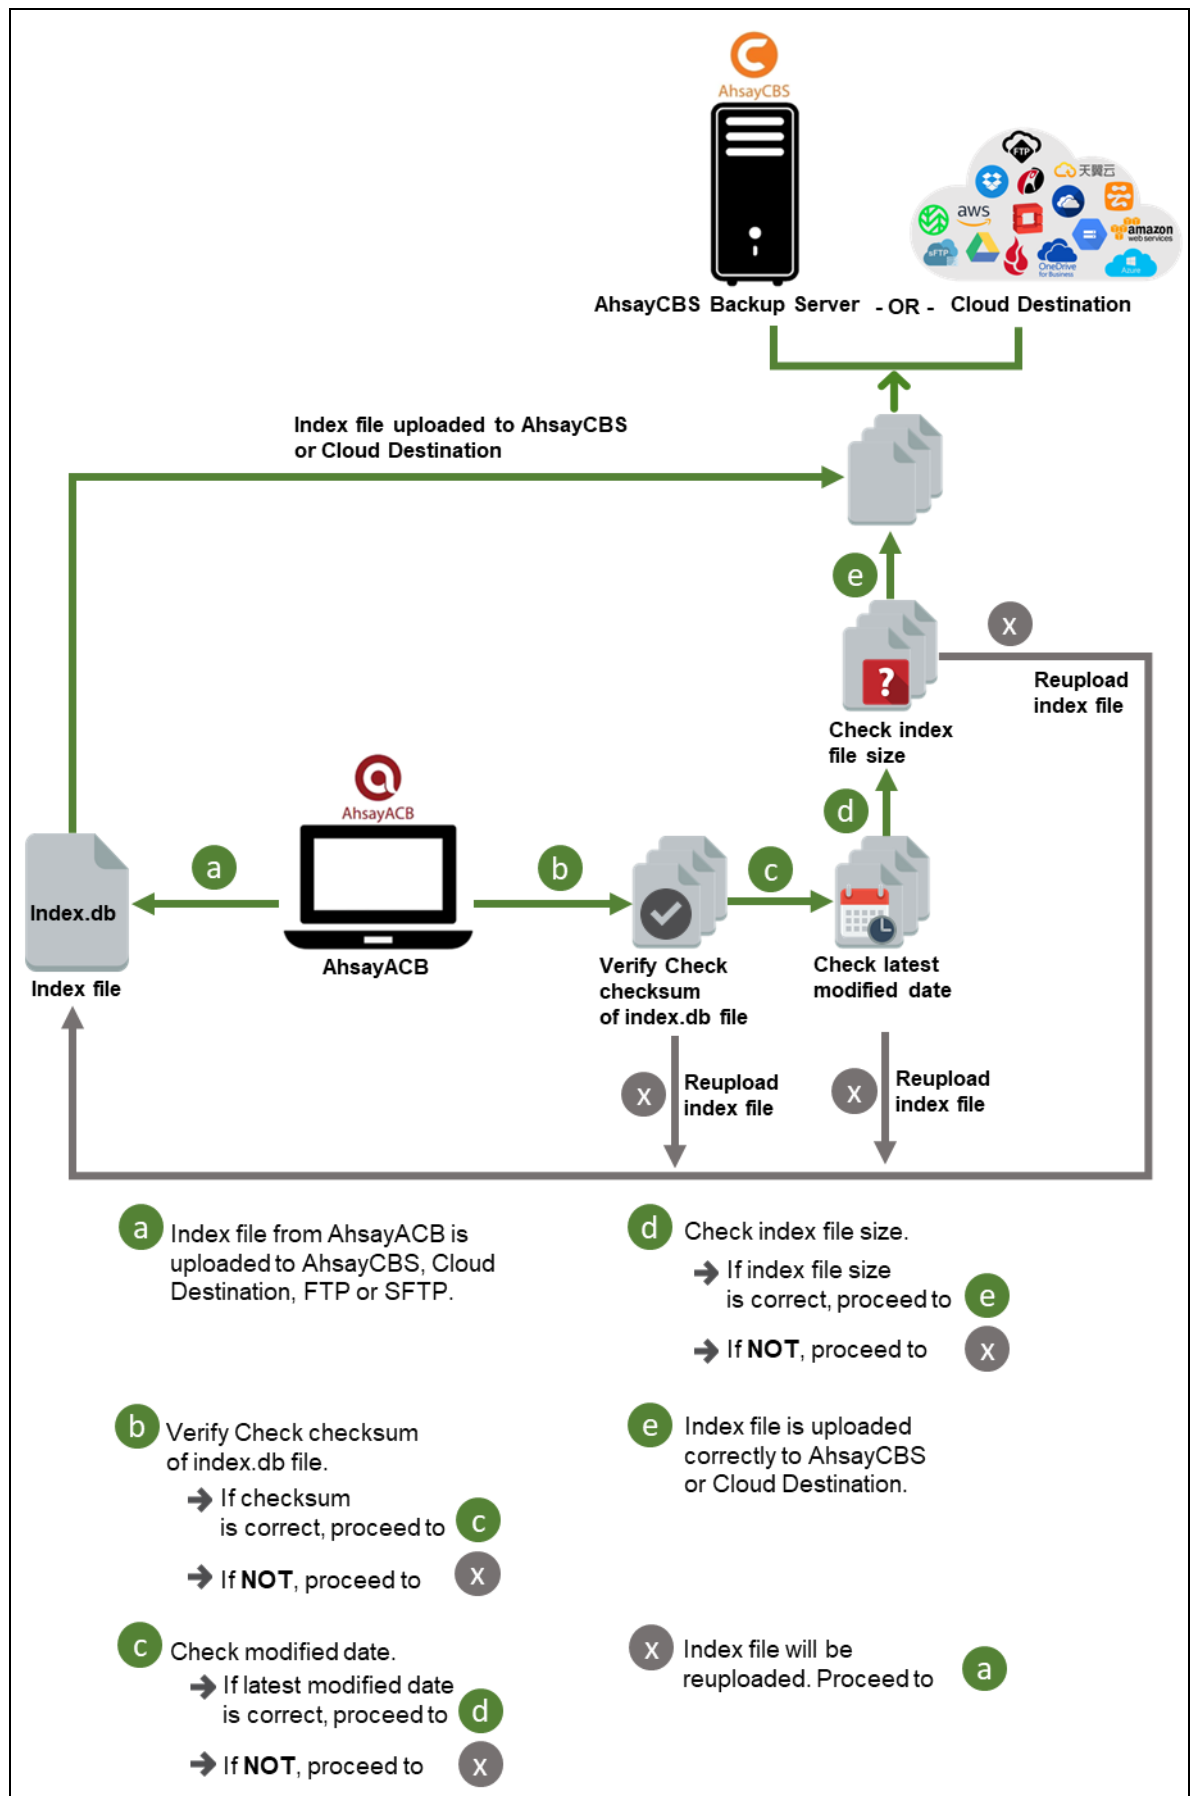 AhsayCBS
FTP
天翼云
aws
amazon
web services
sFTP
OneDrive
for Business
Azure
AhsayCBS Backup Server
- OR -
Cloud Destination
Index file uploaded to AhsayCBS
or Cloud Destination
e
x
Reupload
index file
?
Check index
file size
AhsayACB
d
a
b
c
Index.db
AhsayACB
Index file
Verify Check
checksum
of index.db file
Check latest
modified date
x
Reupload
index file
x
Reupload
index file
a
Index file from AhsayACB is
uploaded to AhsayCBS, Cloud
Destination, FTP or SFTP.
b
Verify Check checksum
of index.db file.
If checksum
is correct, proceed to c
If NOT, proceed to x
c
Check modified date.
If latest modified date
is correct, proceed to d
If NOT, proceed to x
d
Check index file size.
If index file size
is correct, proceed to e
If NOT, proceed to x
e
Index file is uploaded
correctly to AhsayCBS
or Cloud Destination.
x
Index file will be
reuploaded. Proceed to a